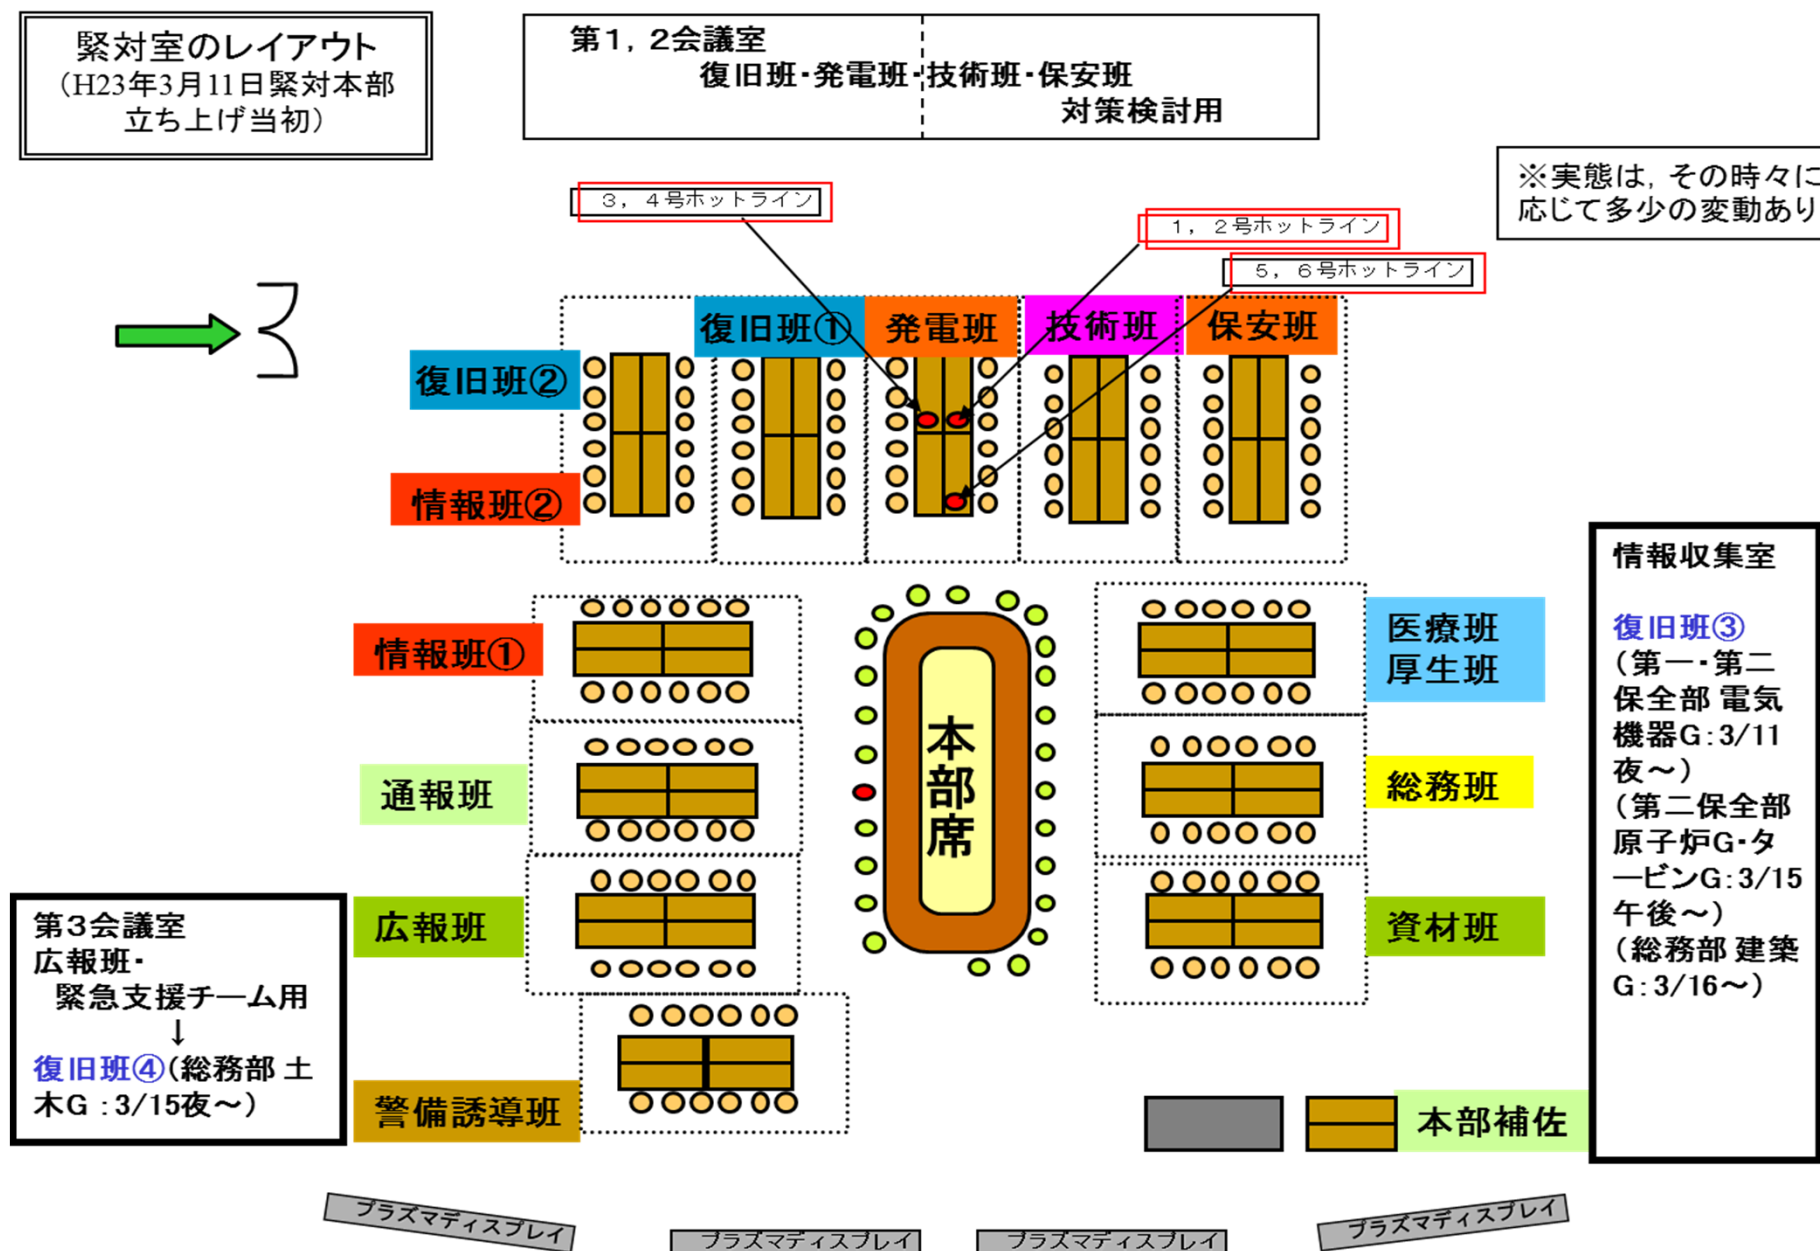 緊対室のレイアウト
(H23年3月11日緊対本部
立ち上げ当初)
第1,2会議室
復旧班・発電班・技術班・保安班
対策検討用
※実態は,その時々に
応じて多少の変動あり
3,4号ホットライン
1,2号ホットライン
5,6号ホットライン
復旧班①
発電班
技術班
保安班
復旧班②
情報班②
情報班①
通報班
広報班
警備誘導班
本部席
医療班
厚生班
総務班
資材班
本部補佐
情報収集室
復旧班③
(第一・第二
保全部 電気
機器G:3/11
夜~)
(第二保全部
原子炉G・タ
ービンG:3/15
午後~)
(総務部 建築
G:3/16~)
第3会議室
広報班・
緊急支援チーム用
↓
復旧班④(総務部 土
木G :3/15夜~)
プラズマディスプレイ
プラズマディスプレイ
プラズマディスプレイ
プラズマディスプレイ